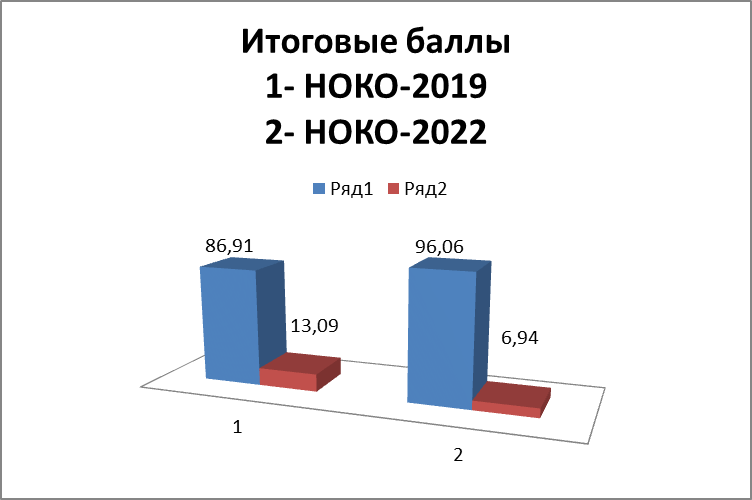 Итоговые баллы
1- НОКО-2019
2- НОКО-2022
Ряд1 Ряд2
86,91
96,06
13,09
6,94
1
2